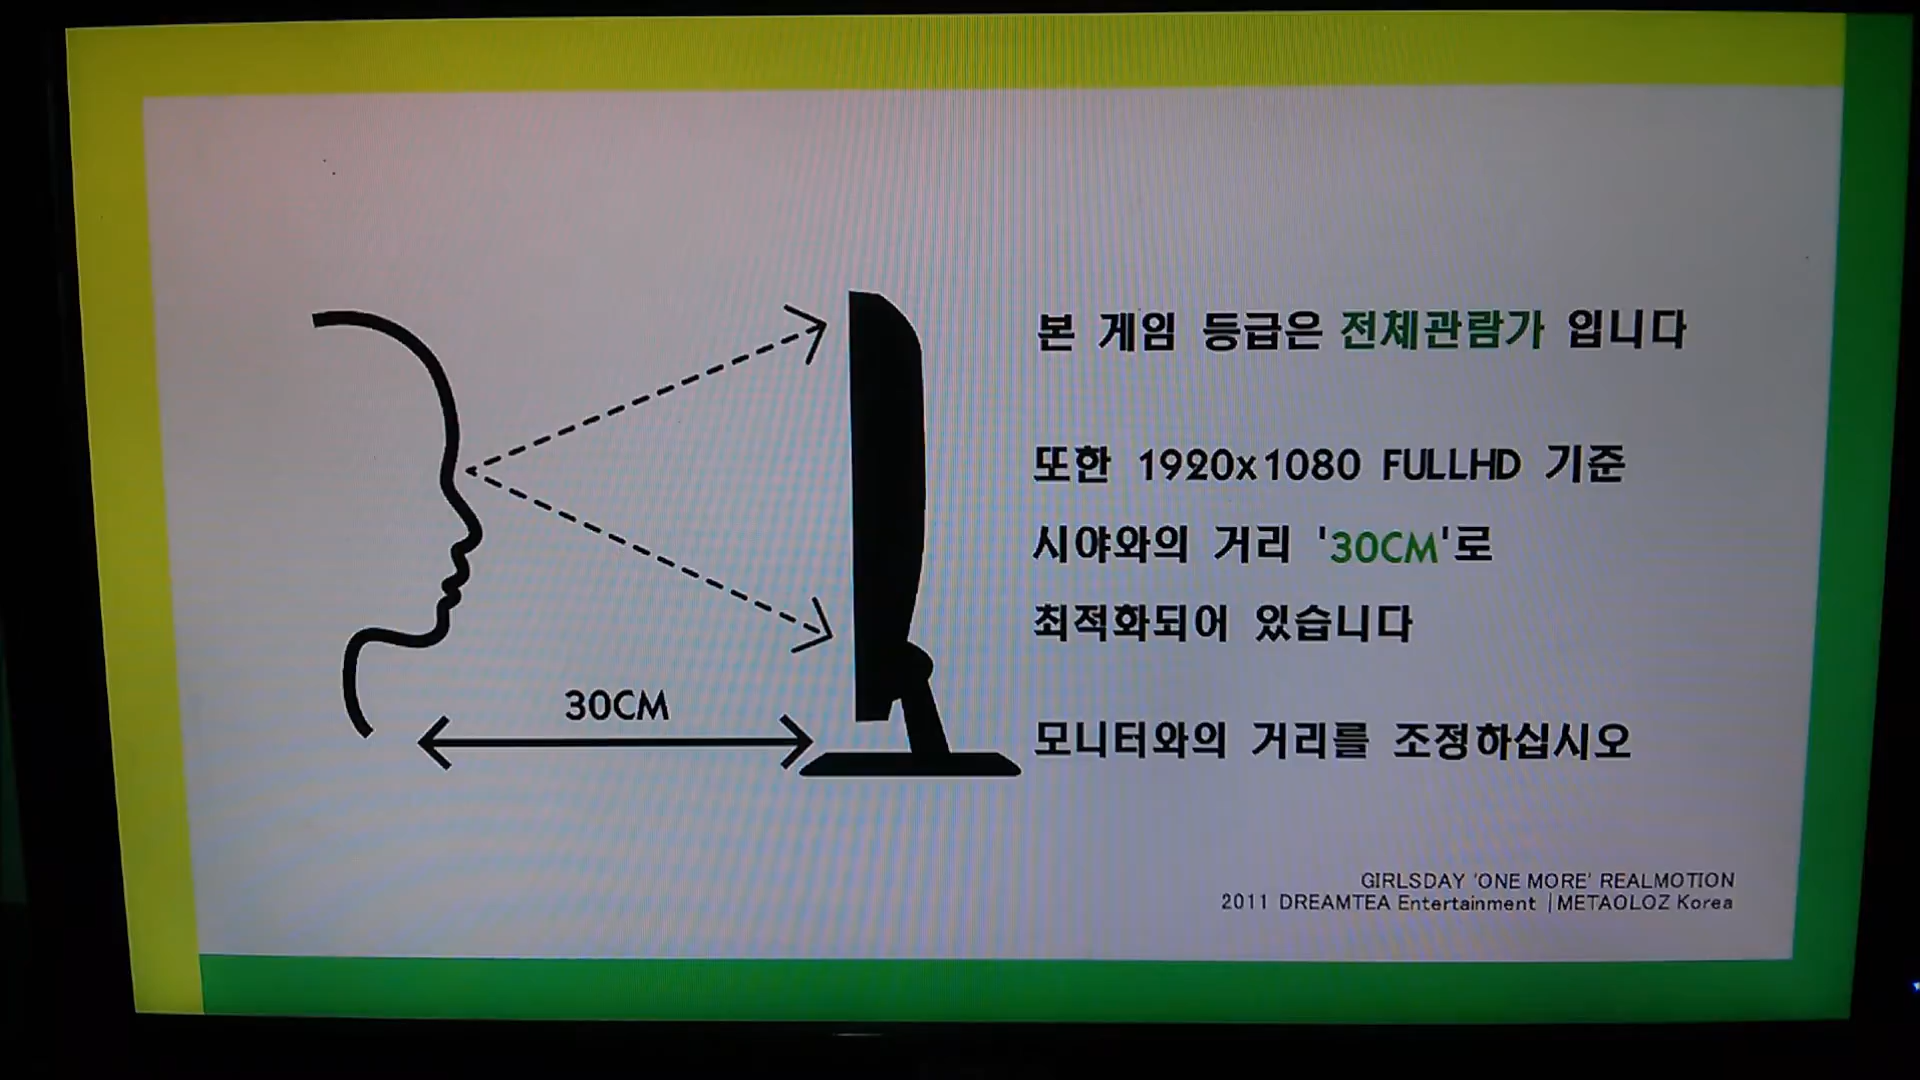 본 게임 등급은 전체관람가 입니다
또한 1920x1080 FULLHD 기준
시야와의 거리 '30CM'로
최적화되어 있습니다
30CM
모니터와의 거리를 조정하십시오
GIRLSDAY 'ONE MORE' REALMOTION
2011 DREAMTEA Entertainment | METAOLOZ Korea